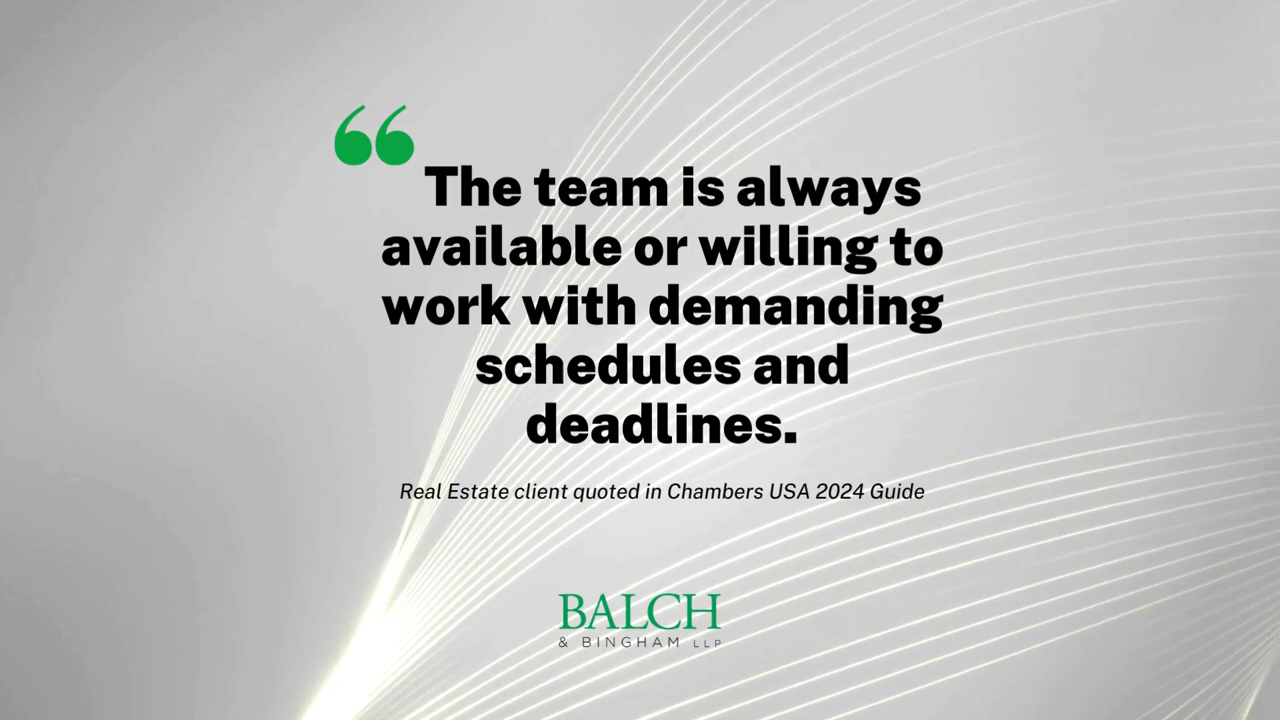 “
The team is always
available or willing to
work with demanding
schedules and
deadlines.
Real Estate client quoted in Chambers USA 2024 Guide
BALCH
& BINGHAM LLP